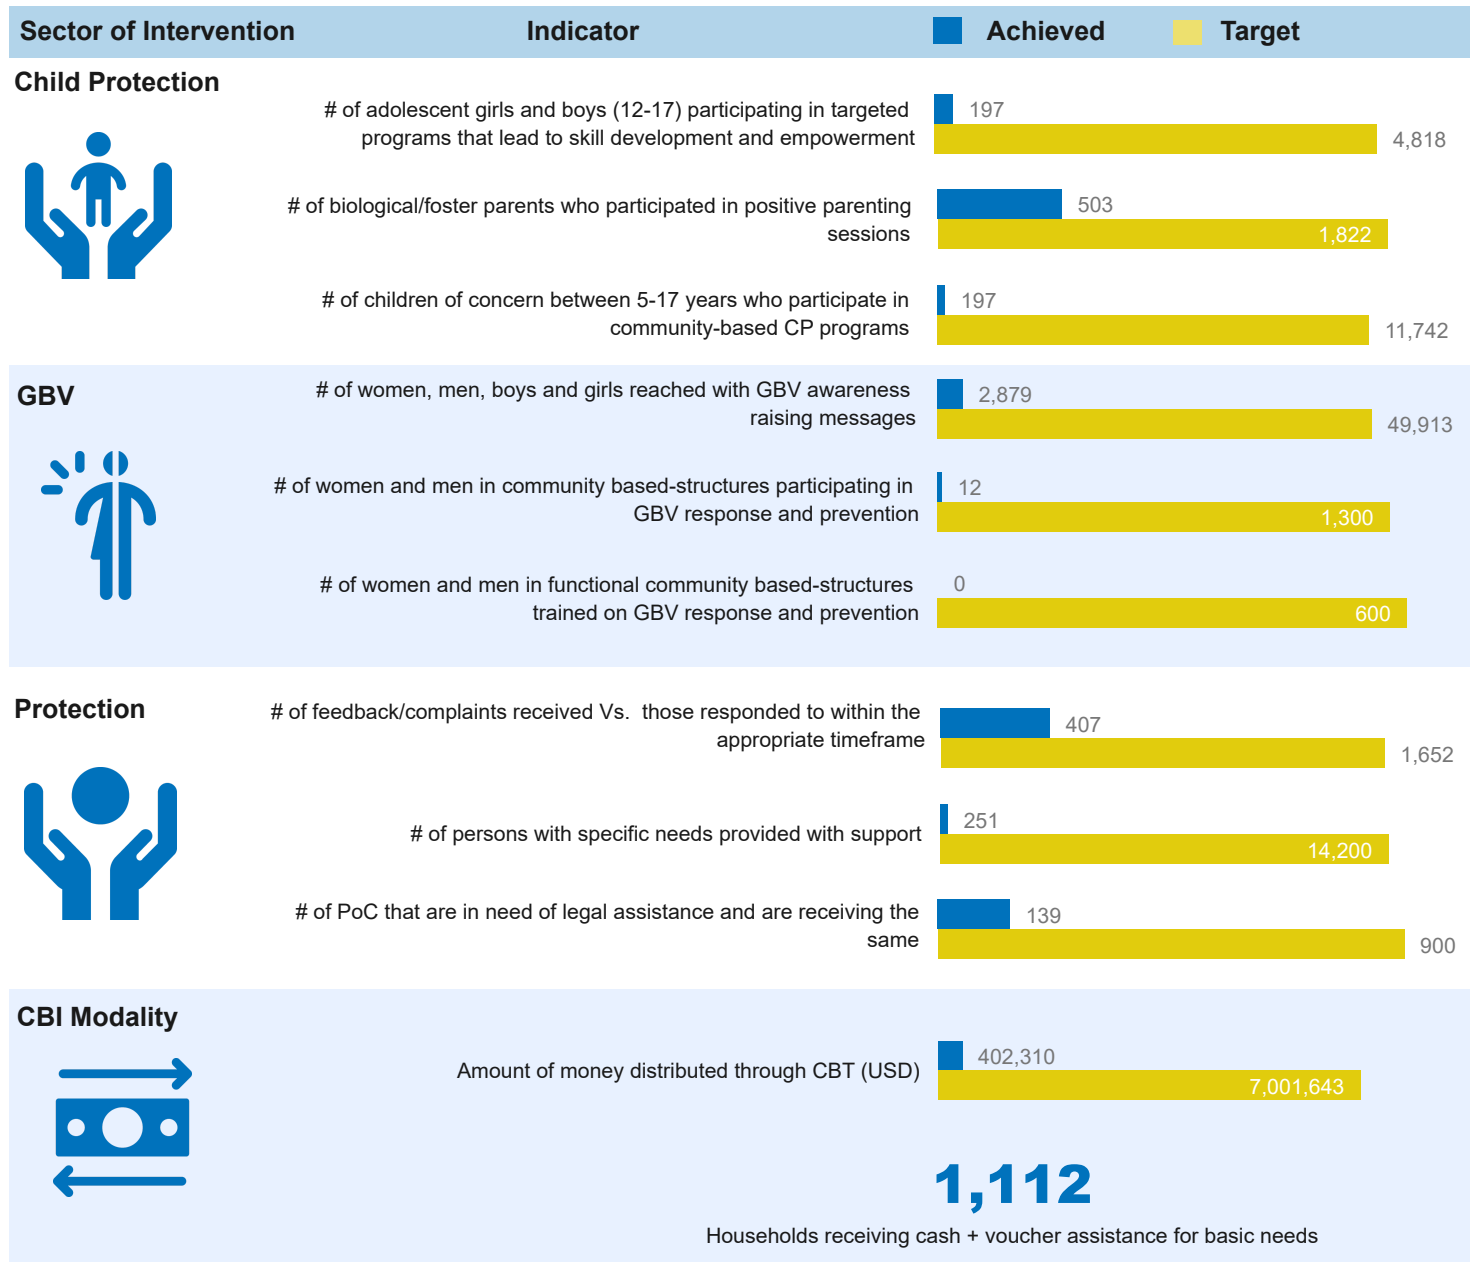 Sector of Intervention Indicator Achieved Target
Child Protection
# of adolescent girls and boys (12-17) participating in targeted
programs that lead to skill development and empowerment
197
4,818
# of biological/foster parents who participated in positive parenting
sessions
503
1,822
# of children of concern between 5-17 years who participate in
community-based CP programs
197
11,742
GBV
# of women, men, boys and girls reached with GBV awareness
raising messages
2,879
49,913
# of women and men in community based-structures participating in
GBV response and prevention
12
1,300
# of women and men in functional community based-structures
trained on GBV response and prevention
0
600
Protection
# of feedback/complaints received Vs. those responded to within the
appropriate timeframe
407
1,652
# of persons with specific needs provided with support
251
14,200
# of PoC that are in need of legal assistance and are receiving the
same
139
900
CBI Modality
Amount of money distributed through CBT (USD)
402,310
7,001,643
1,112
Households receiving cash + voucher assistance for basic needs